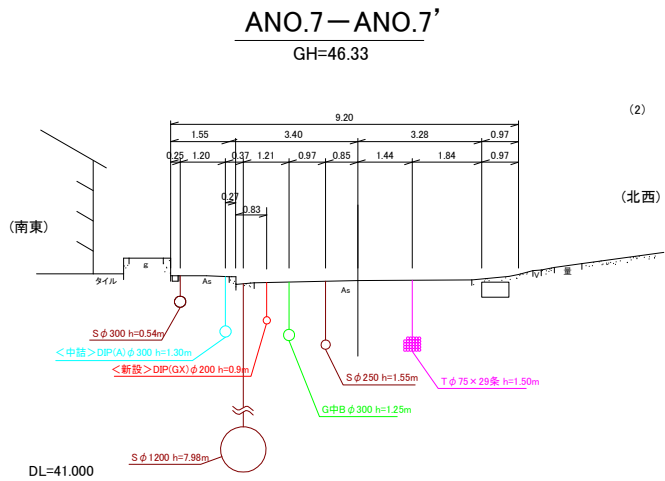 ANO.7－ANO.7’
GH=46.33
(2)
9.20
1.55 3.40 3.28 0.97
0.25 1.20 0.37 1.21 0.97 0.85 1.44 1.84 0.97
0.27
0.83
(南東)
(北西)
g
タイル
As
As
IV
量
Sφ300 h=0.54m
＜中詰＞DIP(A)φ300 h=1.30m
＜新設＞DIP(GX)φ200 h=0.9m
Sφ250 h=1.55m
Tφ75×29条 h=1.50m
G中Bφ300 h=1.25m
Sφ1200 h=7.98m
DL=41.000